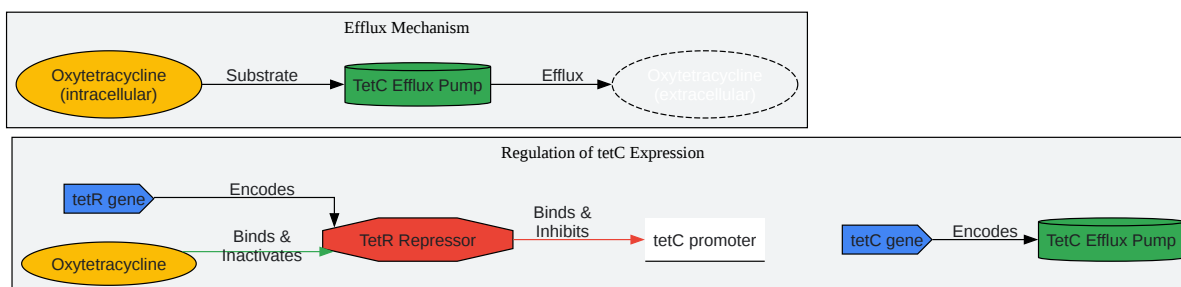 Efflux Mechanism
Oxytetracycline
(intracellular)
Substrate
TetC Efflux Pump
Efflux
Oxytetracycline
(extracellular)
Regulation of tetC Expression
tetR gene
Encodes
Oxytetracycline
Binds &
Inactivates
TetR Repressor
Binds &
Inhibits
tetC promoter
tetC gene
Encodes
TetC Efflux Pump